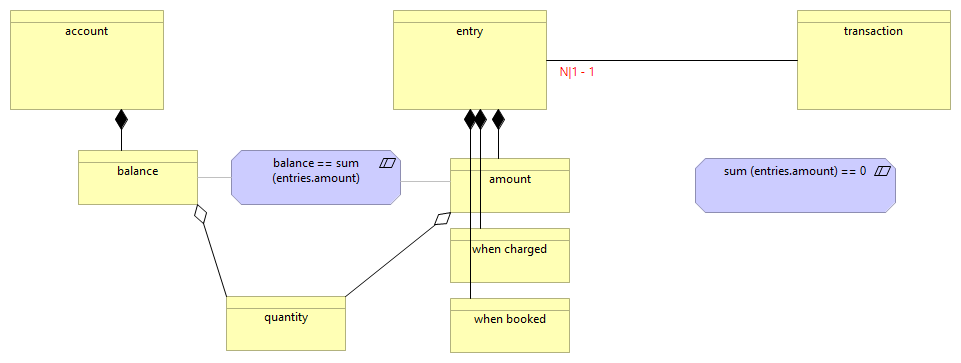 account
entry
transaction
N|1 - 1
balance
balance == sum
(entries.amount)
amount
sum (entries.amount) == 0
when charged
quantity
when booked